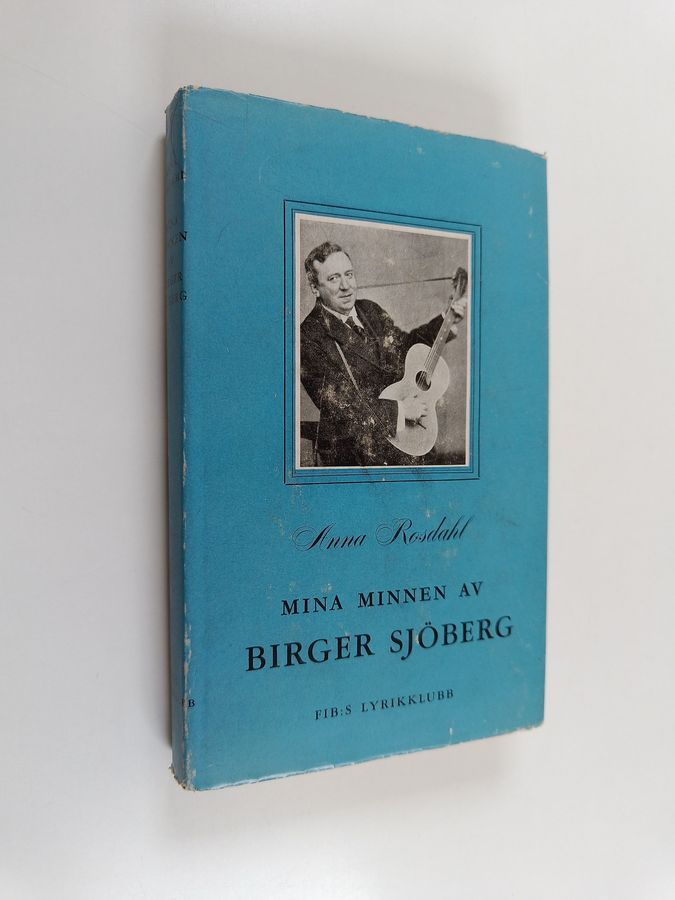 Anna Rosdahl
MINA MINNEN AV
BIRGER SJÖBERG
FIB:S LYRIKKLUBB